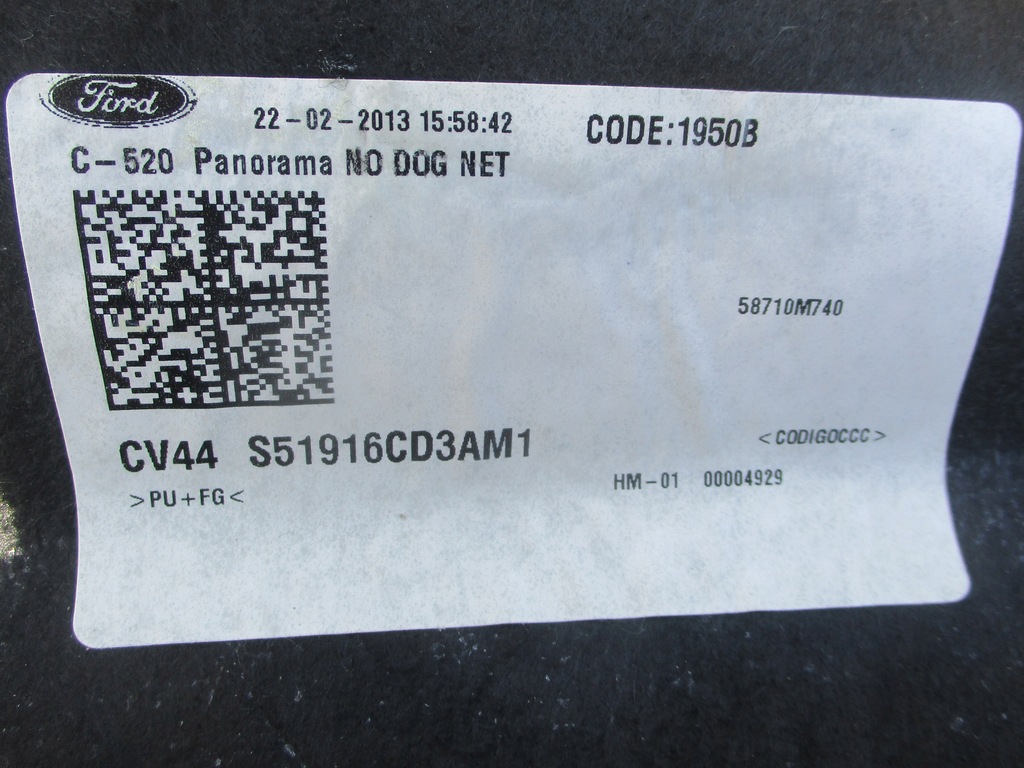 Ford
22-02-2013 15:58:42
CODE:1950B
C-520 Panorama NO DOG NET
58710M740
CV44 S51916CD3AM1
<CODIGOCCC>
>PU+FG<
HM-01 00004929